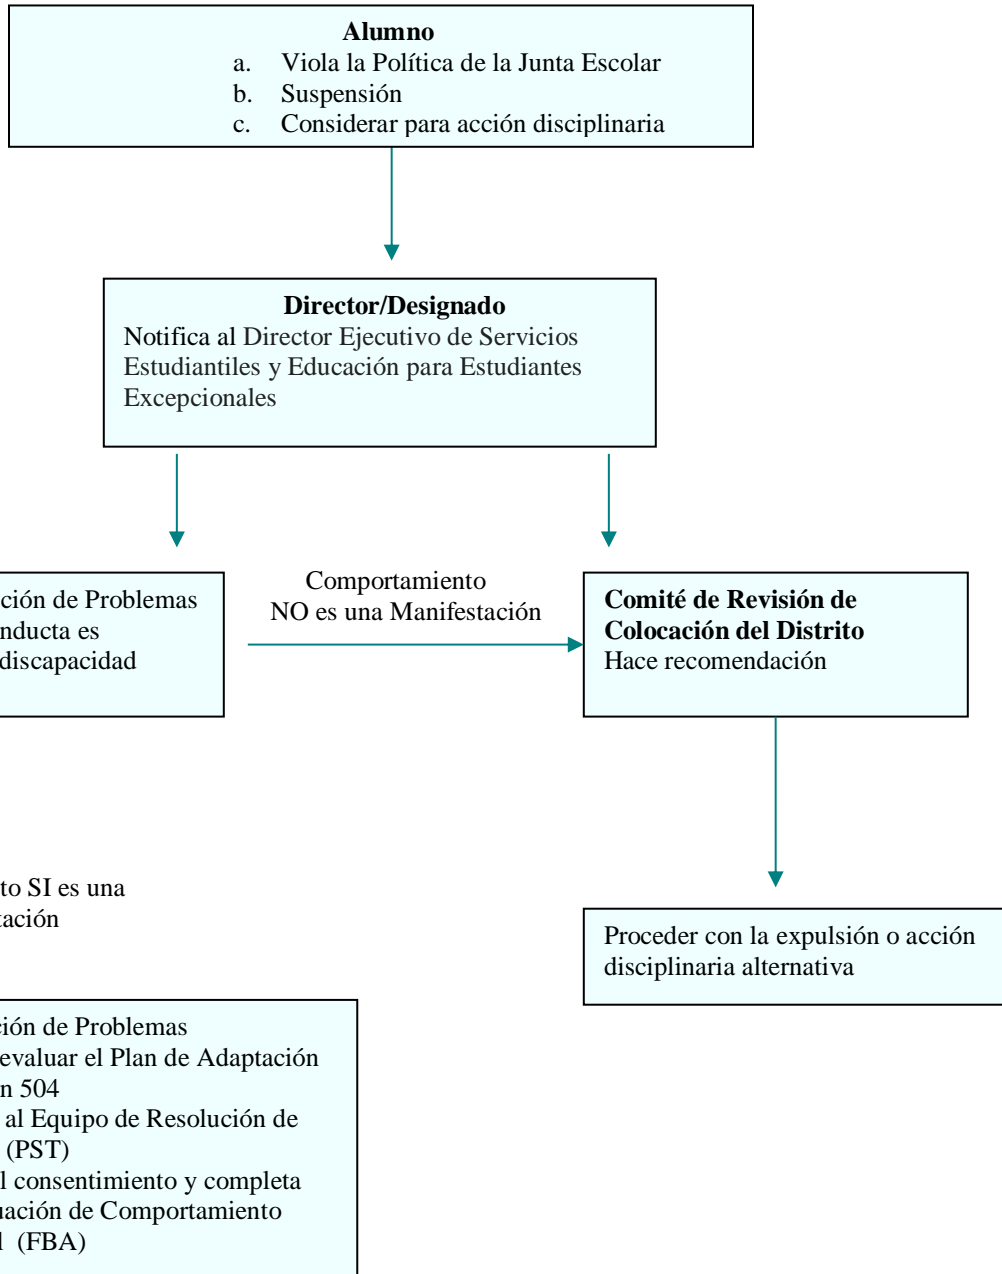 Alumno
a. Viola la Política de la Junta Escolar
b. Suspensión
c. Considerar para acción disciplinaria
Director/Designado
Notifica al Director Ejecutivo de Servicios
Estudiantiles y Educación para Estudiantes
Excepcionales
ción de Problemas
nducta es
discapacidad
Comportamiento
NO es una Manifestación
Comité de Revisión de
Colocación del Distrito
Hace recomendación
to SI es una
tación
Proceder con la expulsión o acción
disciplinaria alternativa
ción de Problemas
evaluar el Plan de Adaptación
n 504
al Equipo de Resolución de
(PST)
l consentimiento y completa
uación de Comportamiento
l (FBA)